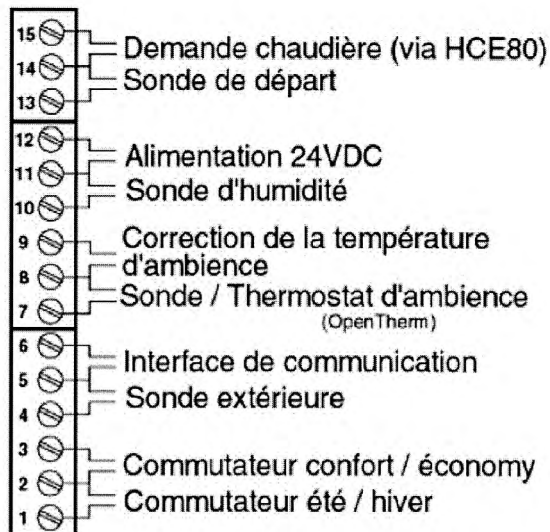 15
Demande chaudière (via HCE80)
14
Sonde de départ
13
12
Alimentation 24VDC
11
Sonde d'humidité
10
9
Correction de la température
d'ambience
8
Sonde / Thermostat d'ambience
7
(OpenTherm)
6
Interface de communication
5
Sonde extérieure
4
3
Commutateur confort / économy
2
Commutateur été / hiver
1